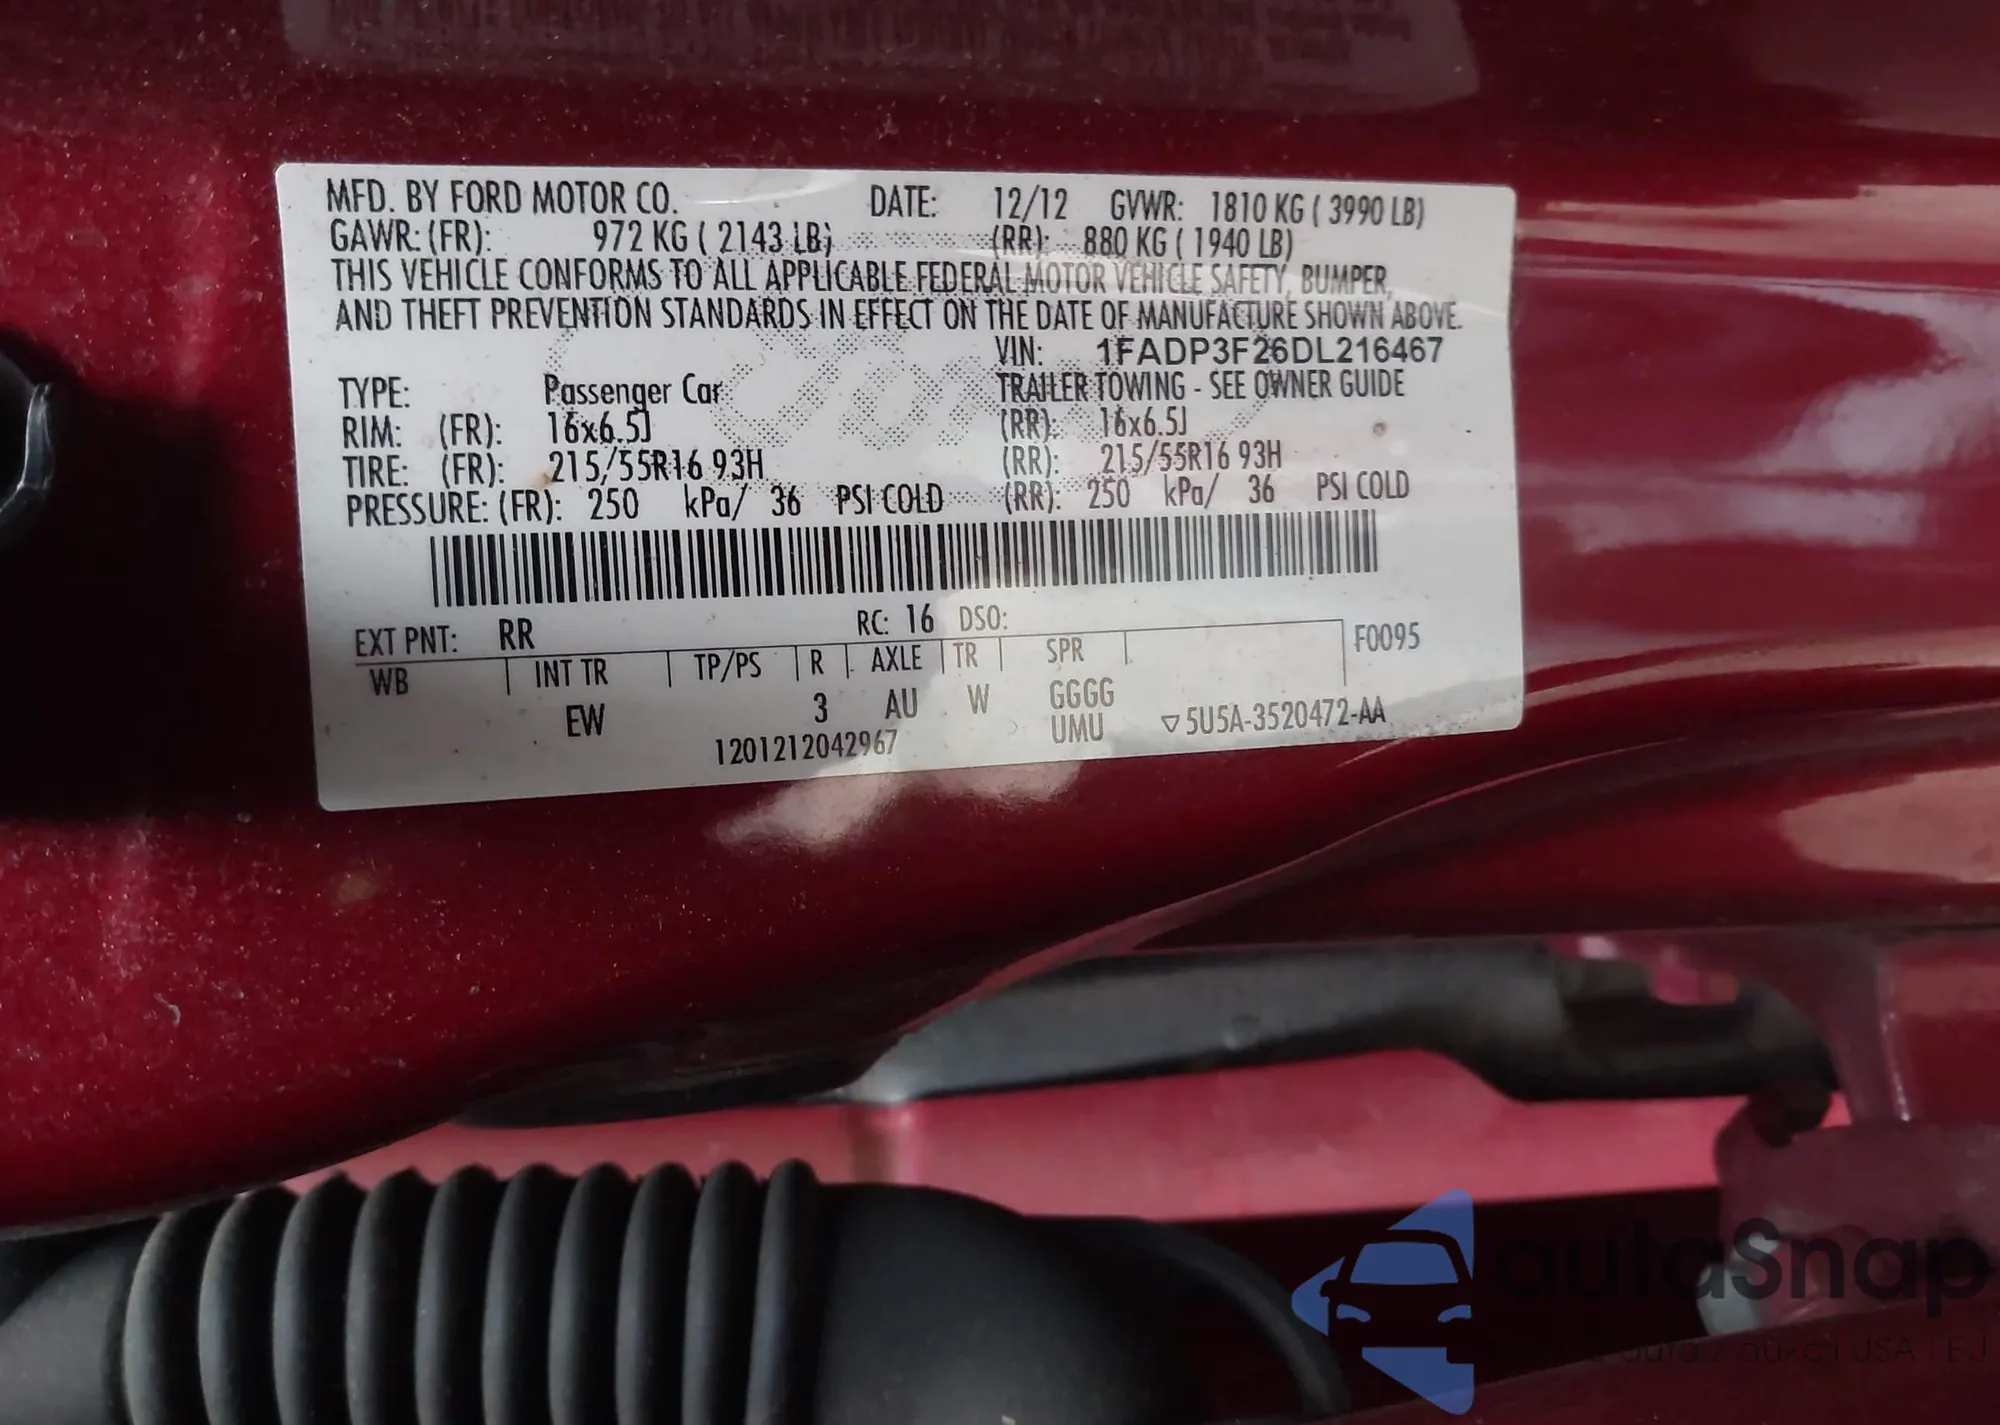 MFD. BY FORD MOTOR CO. DATE: 12/12 GVWR: 1810 KG ( 3990 LB)
GAWR: (FR): 972 KG ( 2143 LB) (RR): 880 KG ( 1940 LB)
THIS VEHICLE CONFORMS TO ALL APPLICABLE FEDERAL MOTOR VEHICLE SAFETY, BUMPER,
AND THEFT PREVENTION STANDARDS IN EFFECT ON THE DATE OF MANUFACTURE SHOWN ABOVE.
VIN: 1FADP3F26DL216467
TYPE: Passenger Car TRAILER TOWING - SEE OWNER GUIDE
RIM: (FR): 16x6.5J (RR): 16x6.5J
TIRE: (FR): 215/55R16 93H (RR): 215/55R16 93H
PRESSURE: (FR): 250 kPa/ 36 PSI COLD (RR): 250 kPa/ 36 PSI COLD
EXT PNT: RR RC: 16 DSO: F0095
WB INT TR TP/PS R AXLE TR SPR
EW 3 AU W GGGG
1201212042967 UMU ▽5U5A-3520472-AA
autaSnap
auta z aukcji USA i EU